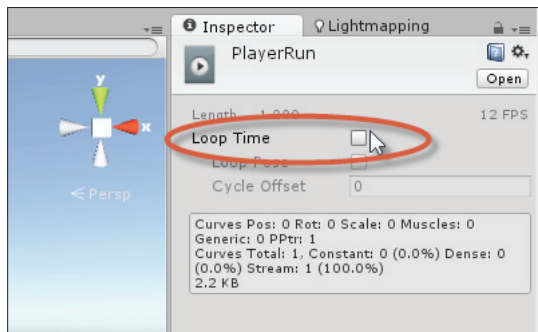 Inspector
Lightmapping
PlayerRun
Open
Length 1.000
12 FPS
Loop Time
Loop Pose
Cycle Offset
0
Curves Pos: 0 Rot: 0 Scale: 0 Muscles: 0
Generic: 0 PPtr: 1
Curves Total: 1, Constant: 0 (0.0%) Dense: 0
(0.0%) Stream: 1 (100.0%)
2.2 KB
y
x
Persp